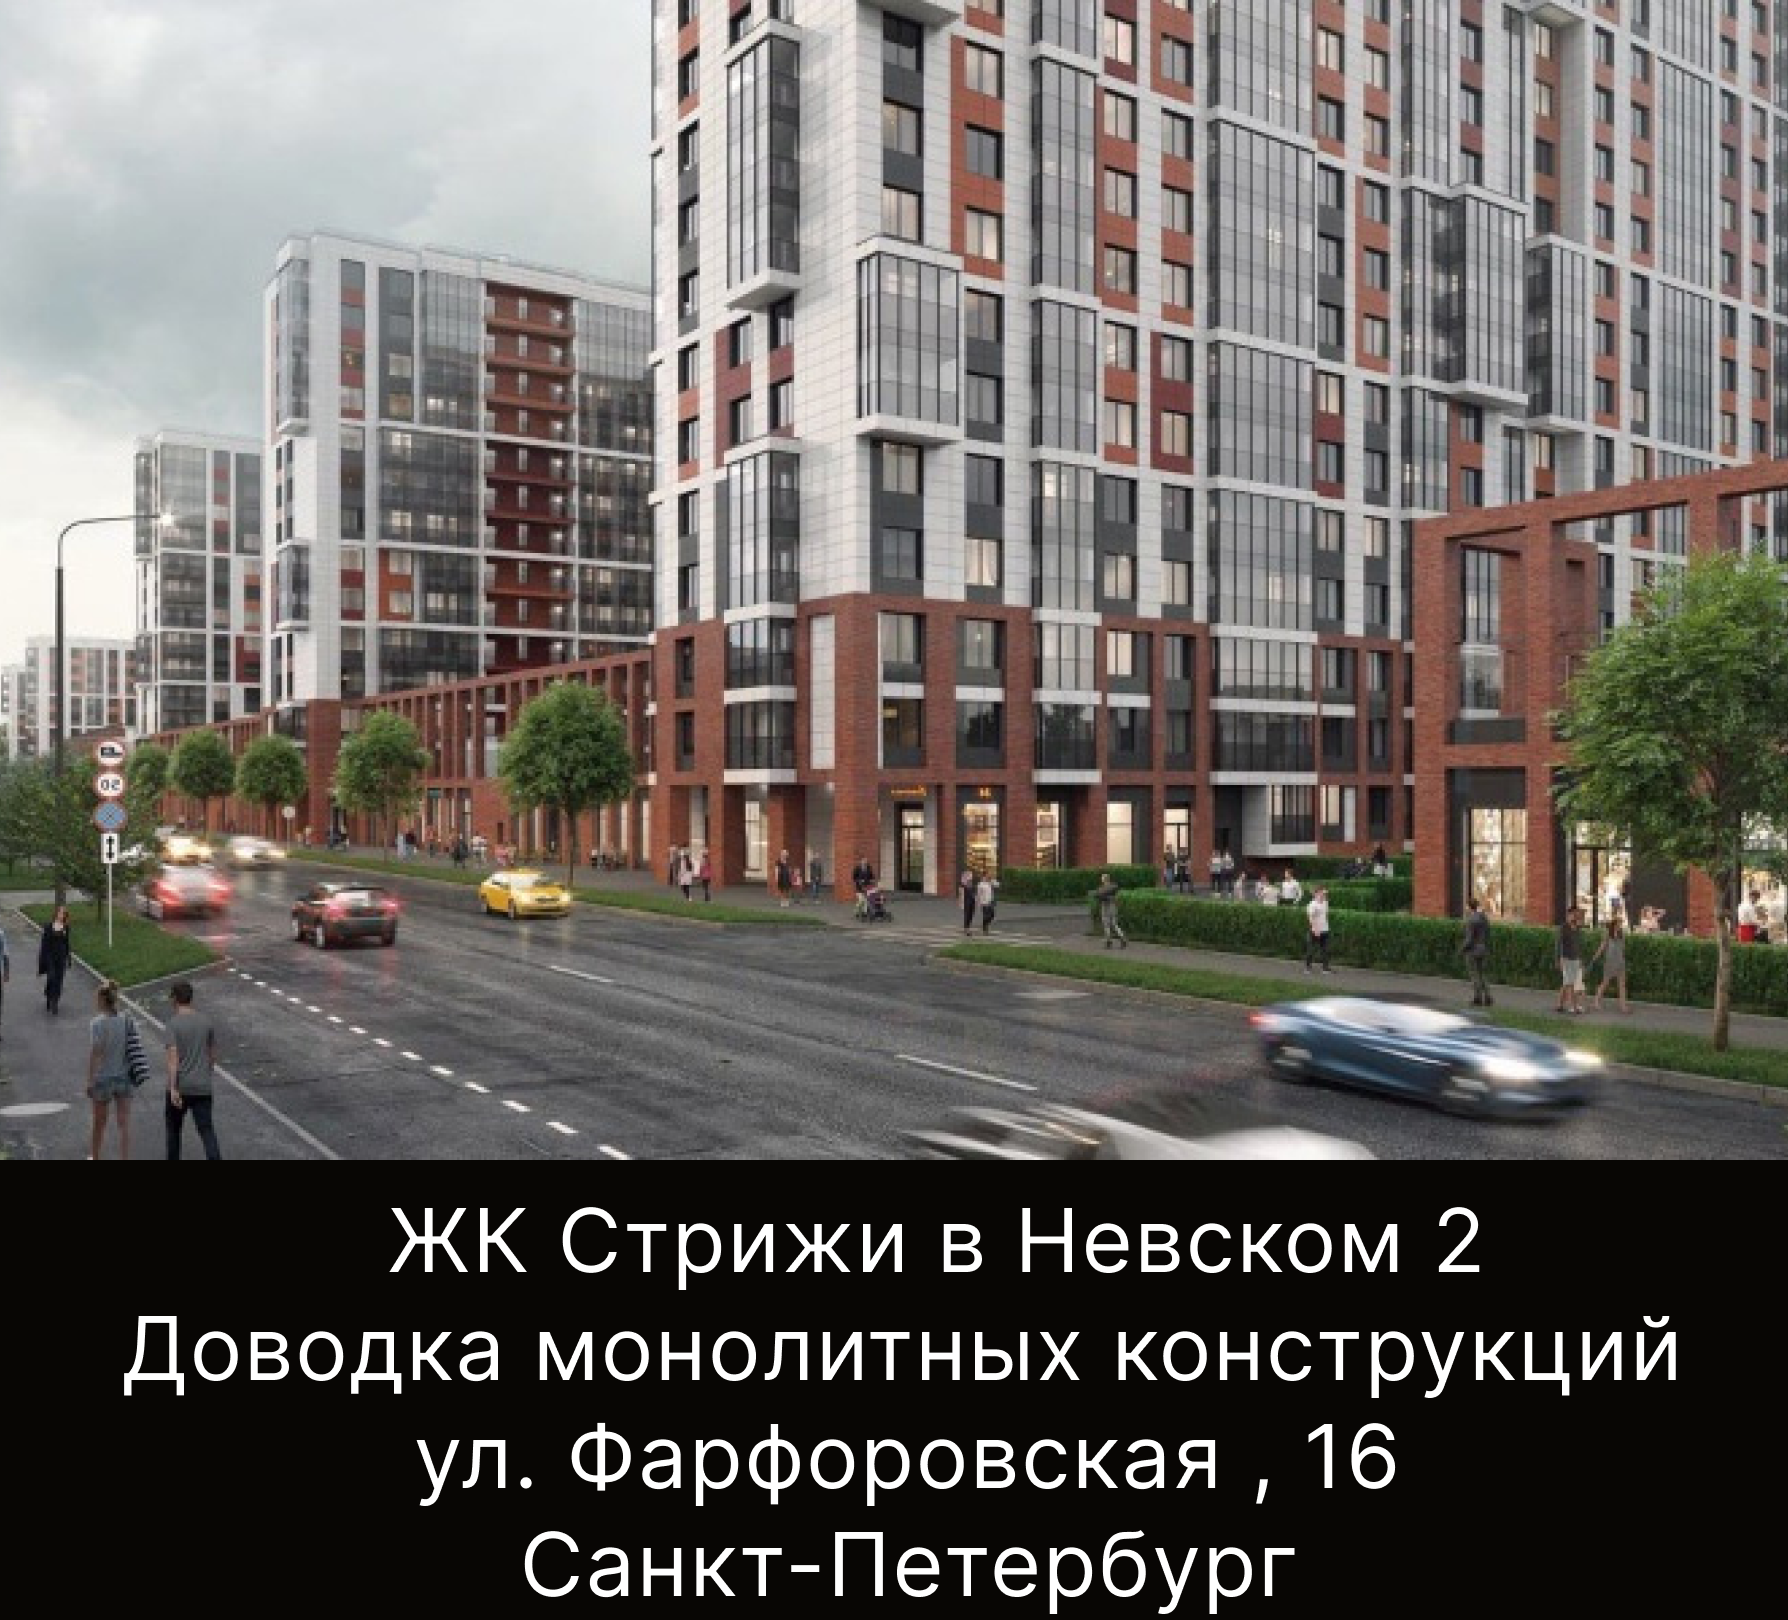 ЖК Стрижи в Невском 2
Доводка монолитных конструкций
ул. Фарфоровская , 16
Санкт-Петербург